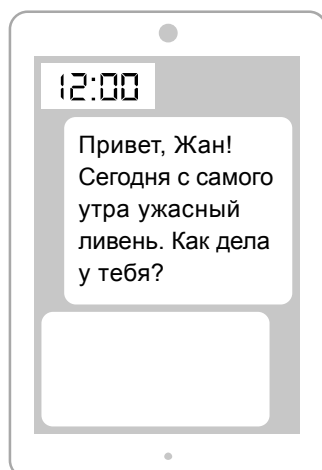 12:00
Привет, Жан!
Сегодня с самого
утра ужасный
ливень. Как дела
у тебя?